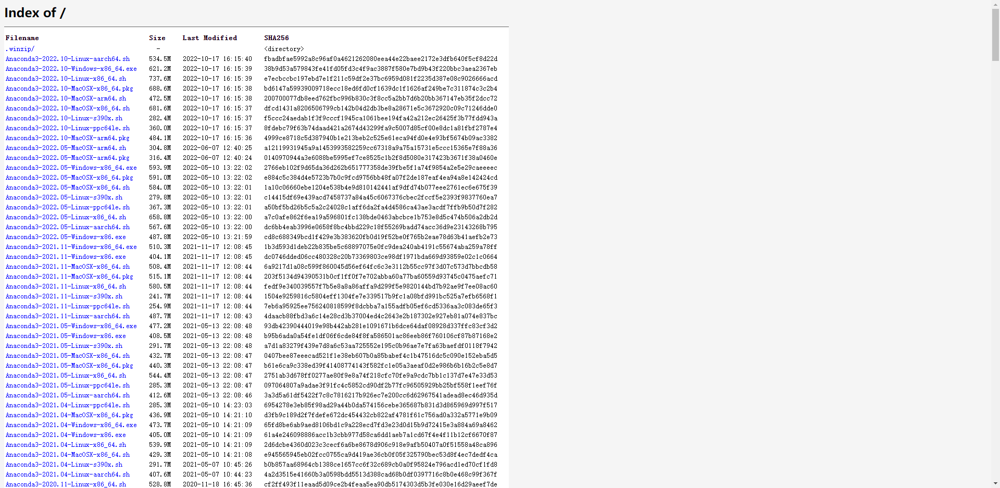 Index of /
Filename Size Last Modified SHA256
.winzip/ - <directory>
Anaconda3-2022.10-Linux-aarch64.sh 534.5M 2022-10-17 16:15:40 fbadbfae5992a8c96af0a4621262080eea44e22baee2172e3dfb640f5cf8d22d
Anaconda3-2022.10-Windows-x86_64.exe 621.2M 2022-10-17 16:15:39 38b9d53a579843fe41fd05fd3c4f9ac3887f580e7bd9b43f220bbc3aea2367eb
Anaconda3-2022.10-Linux-x86_64.sh 737.6M 2022-10-17 16:15:39 e7ecbccbc197ebd7e1f211c59df2e37bc6959d081f2235d387e08c9026666acd
Anaconda3-2022.10-MacOSX-x86_64.pkg 688.6M 2022-10-17 16:15:38 bd6147a59939009718ecc18ed6fd0cf1639dc1f1626af249be7c311874c3c2b4
Anaconda3-2022.10-MacOSX-arm64.sh 472.5M 2022-10-17 16:15:38 200700077db8eed762fbc996b830c3f8cc5a2bb7d6b20bb367147eb35f2dcc72
Anaconda3-2022.10-MacOSX-x86_64.sh 681.6M 2022-10-17 16:15:37 dfcd1431a8206506799cb142b04d2db3be8a28671e5c3672920c09c71246dde0
Anaconda3-2022.10-Linux-s390x.sh 282.4M 2022-10-17 16:15:37 f5ccc24aedab1f3f9cccf1945ca1061bee194fa42a212ec26425f3b77fdd943a
Anaconda3-2022.10-Linux-ppc64le.sh 360.0M 2022-10-17 16:15:37 8fdebc79f63b74daad421a2674d43299fa9c5007d85cf00e8dc1a81fbf2787e4
Anaconda3-2022.10-MacOSX-arm64.pkg 484.1M 2022-10-17 16:15:36 4999ce8718c5d387940b1e213beb2c525e61eca94fd0e4e93bf5674b09ac3382
Anaconda3-2022.05-MacOSX-arm64.sh 304.8M 2022-06-07 12:40:25 a12119931945a9a1453993582259cc67318a9a75a15731e5ccc15365e7f88a36
Anaconda3-2022.05-MacOSX-arm64.pkg 316.4M 2022-06-07 12:40:24 0140970944a3e6088be5995ef7ce8525c1b2f8d5080e317423b3671f38a0460e
Anaconda3-2022.05-Windows-x86_64.exe 593.9M 2022-05-10 13:22:02 2766eb102f9d65da36d262b651777358de39fbe5f1a74f9854a2e5e29caeeeec
Anaconda3-2022.05-MacOSX-x86_64.pkg 591.0M 2022-05-10 13:22:02 e884c5c384d4e5723b7b0c9fcd9756bb48fa07f2de187eaf4ea94a8e142424cd
Anaconda3-2022.05-MacOSX-x86_64.sh 584.0M 2022-05-10 13:22:01 1a10c06660ebe1204e538b4e9d810142441af9dfd74b077eee2761ec6e675f39
Anaconda3-2022.05-Linux-s390x.sh 279.8M 2022-05-10 13:22:01 c14415df69e439acd7458737a84a45c6067376cbec2fccf5e2393f9837760ea7
Anaconda3-2022.05-Linux-ppc64le.sh 367.3M 2022-05-10 13:22:01 a50bf5bd26b5c5a2c24028c1aff6da2fa4d4586ca43ae3acdf7ffb9b50d7f282
Anaconda3-2022.05-Linux-x86_64.sh 658.8M 2022-05-10 13:22:00 a7c0afe862f6ea19a596801fc138bde0463abcbce1b753e8d5c474b506a2db2d
Anaconda3-2022.05-Linux-aarch64.sh 567.6M 2022-05-10 13:22:00 dc6bb4eab3996e0658f8bc4bbd229c18f55269badd74acc36d9e23143268b795
Anaconda3-2022.05-Windows-x86.exe 487.8M 2022-05-10 13:21:59 cd8c688349bcd1f429e3b383620fb0d19f52be0f765b2eae78d63b41aefb2e73
Anaconda3-2021.11-Windows-x86_64.exe 510.3M 2021-11-17 12:08:45 1b3d593d1deb22b835be5c68897075e0fc9dea240ab4191c55674aba259a78ff
Anaconda3-2021.11-Windows-x86.exe 404.1M 2021-11-17 12:08:45 dc0746dded06cc480328c20b73369803ce98df1971bda669d93859e02c1c0664
Anaconda3-2021.11-MacOSX-x86_64.sh 508.4M 2021-11-17 12:08:44 6a9217d1a08c599f860045d56ef64fc6c3e3112b55cc97f3d07c573d7bbcdb58
Anaconda3-2021.11-MacOSX-x86_64.pkg 515.1M 2021-11-17 12:08:44 203f5134d94390531b0cf1ff0f7e702abba60a77ba60559d93745c0475aefc71
Anaconda3-2021.11-Linux-x86_64.sh 580.5M 2021-11-17 12:08:44 fedf9e340039557f7b5e8a8a86affa9d299f5e9820144bd7b92ae9f7ee08ac60
Anaconda3-2021.11-Linux-s390x.sh 241.7M 2021-11-17 12:08:44 1504e9259816c5804eff1304fe7e339517b9fc1a08bfd991bc525a7efb6568f1
Anaconda3-2021.11-Linux-ppc64le.sh 254.9M 2021-11-17 12:08:44 7eb6a95925ee756240818599f8dcbba7a155adfb05ef6cd5336aa3c083de65f3
Anaconda3-2021.11-Linux-aarch64.sh 487.7M 2021-11-17 12:08:43 4daacb88fbd3a6c14e28cd3b37004ed4c2643e2b187302e927eb81a074e837bc
Anaconda3-2021.05-Windows-x86_64.exe 477.2M 2021-05-13 22:08:48 93db42390444019e98b442ab281e1091671b6dce64daf08928d337ffc83cf3d2
Anaconda3-2021.05-Windows-x86.exe 408.5M 2021-05-13 22:08:48 b95b6ada0a54fe1df06f6cde84f8fa586501ac86eeb86f760106cf87b87168e2
Anaconda3-2021.05-Linux-s390x.sh 291.7M 2021-05-13 22:08:48 a7d1a83279f439e7d8a6c53aa725552e195c0b96ae7e7fa63baefdf0118f7942
Anaconda3-2021.05-MacOSX-x86_64.sh 432.7M 2021-05-13 22:08:47 0407bee87eeecad521f1e38eb607b0a85babef4c1b47516dc5c090e152eba5d5
Anaconda3-2021.05-MacOSX-x86_64.pkg 440.3M 2021-05-13 22:08:47 b61e6ca9c338ed39f41408774143f582fc1e05a3aeaf0d2e986b6b16b2c5e8d7
Anaconda3-2021.05-Linux-x86_64.sh 544.4M 2021-05-13 22:08:47 2751ab3d678ff0277ae80f9e8a74f218cfc70fe9a9cdc7bb1c137d7e47e33d53
Anaconda3-2021.05-Linux-ppc64le.sh 285.3M 2021-05-13 22:08:47 097064807a9adae3f91fc4c5852cd90df2b77fc96505929bb25bf558f1eef76f
Anaconda3-2021.05-Linux-aarch64.sh 412.6M 2021-05-13 22:08:46 3a3d5a61df5422f7c8c7816217b926ec7e200cc6d62967541adead8ec46d935d
Anaconda3-2021.04-Linux-ppc64le.sh 285.3M 2021-05-10 14:23:03 6954278e3eb85f98ad29a44b0da574156cebe365687b831d3d865969d997f517
Anaconda3-2021.04-MacOSX-x86_64.pkg 436.9M 2021-05-10 14:21:10 d3fb9c189d2f7fdefe672dc454432cb822af4781f61c756ad0a332a5771e9b09
Anaconda3-2021.04-Windows-x86_64.exe 473.7M 2021-05-10 14:21:09 65fd8be6ab9aed8106bd1c9a228ecd7fd3e23d0d15b9d72415e3a884a69a8462
Anaconda3-2021.04-Windows-x86.exe 405.0M 2021-05-10 14:21:09 61a4e246098886acc1b3cbb977d58ca6dd1aeb7a1cd67f4e4f11b12cf6670f87
Anaconda3-2021.04-Linux-x86_64.sh 539.9M 2021-05-10 14:21:09 2d6dcbe4360d023c3cecf6a6be8678d906c918e9afb50407a0f51558a48ca896
Anaconda3-2021.04-MacOSX-x86_64.sh 429.3M 2021-05-10 14:21:08 e945565945eb02fcc0755ca9d419ae36cb0f05f325790bec53d8f4ec7dedf4ca
Anaconda3-2021.04-Linux-s390x.sh 291.7M 2021-05-07 10:45:26 b0b857aa68964cb1388ce1657cc6f32c689cb0a0f95824e796acd1ed70cf1fd8
Anaconda3-2021.04-Linux-aarch64.sh 407.6M 2021-05-07 10:44:23 4a2d3515e41660b3a0598bdd5513d388cad68b0df0397716c8b0e468c99f367f
Anaconda3-2020.11-Linux-x86_64.sh 528.8M 2020-11-18 16:45:36 cf2ff493f11eaad5d09ce2b4feaa5ea90db5174303d5b3fe030e16d29aeef7de